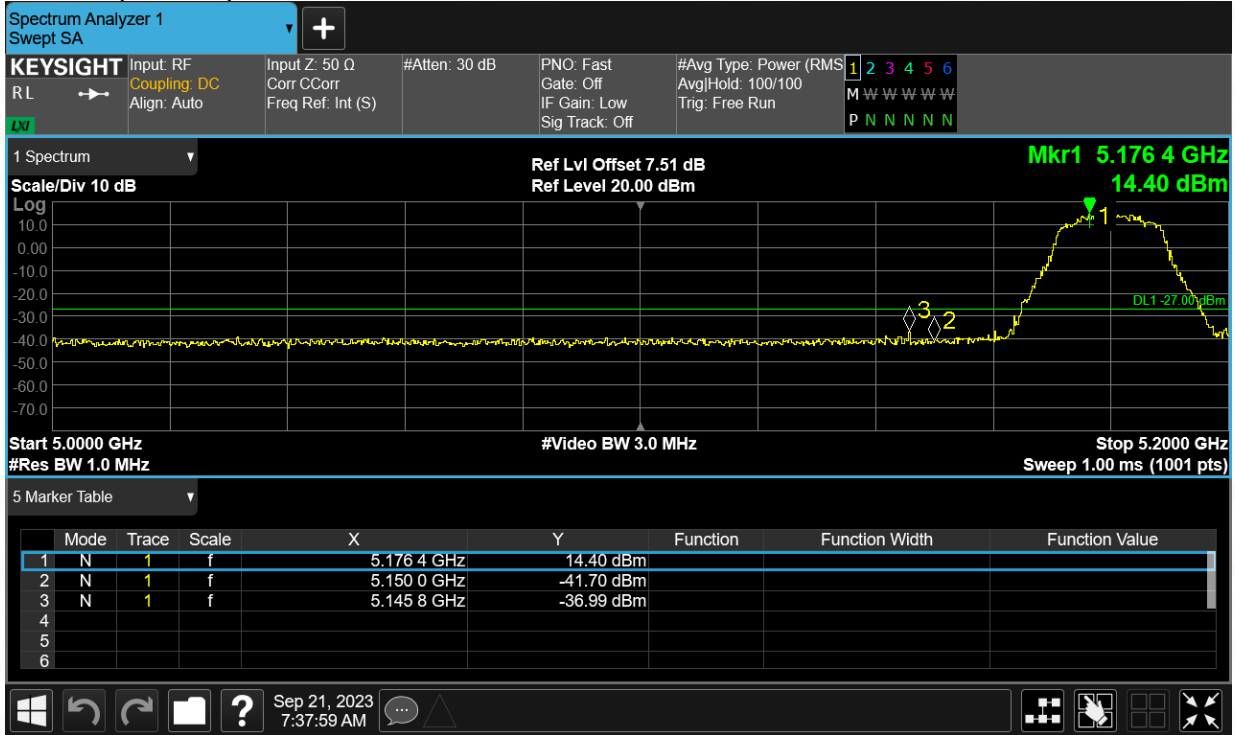 Spectrum Analyzer 1
Swept SA
KEYSIGHT
RL
LXI
Input: RF
Coupling: DC
Align: Auto
Input Z: 50 Ω
Corr CCorr
Freq Ref: Int (S)
#Atten: 30 dB
PNO: Fast
Gate: Off
IF Gain: Low
Sig Track: Off
#Avg Type: Power (RMS
Avg|Hold: 100/100
Trig: Free Run
1 2 3 4 5 6
M W W W W W
P N N N N N
1 Spectrum
Scale/Div 10 dB
Ref Lvl Offset 7.51 dB
Ref Level 20.00 dBm
Mkr1 5.176 4 GHz
14.40 dBm
Log
10.0
0.00
-10.0
-20.0
-30.0
-40.0
-50.0
-60.0
-70.0
1
3
2
DL1 -27.00 dBm
Start 5.0000 GHz
#Video BW 3.0 MHz
Stop 5.2000 GHz
#Res BW 1.0 MHz
Sweep 1.00 ms (1001 pts)
5 Marker Table
Mode Trace Scale X Y Function Function Width Function Value
1 N 1 f 5.176 4 GHz 14.40 dBm
2 N 1 f 5.150 0 GHz -41.70 dBm
3 N 1 f 5.145 8 GHz -36.99 dBm
4
5
6
?
Sep 21, 2023
7:37:59 AM